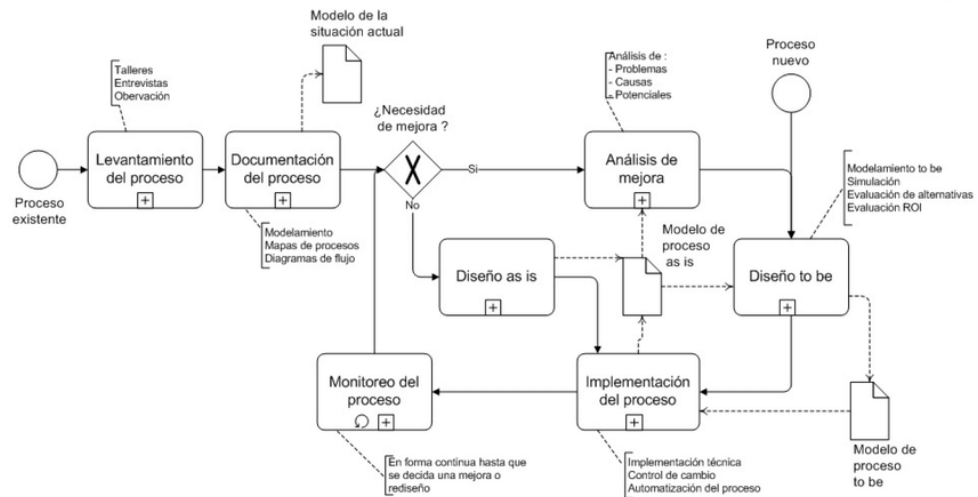 Modelo de la
situación actual
Talleres
Entrevistas
Obervación
¿Necesidad
de mejora ?
Análisis de :
- Problemas
- Causas
- Potenciales
Proceso
nuevo
Levantamiento
del proceso
Documentación
del proceso
Si
Análisis de
mejora
Proceso
existente
No
Modelamiento to be
Simulación
Evaluación de alternativas
Evaluación ROI
Modelamiento
Mapas de procesos
Diagramas de flujo
Modelo de
proceso
as is
Diseño as is
Diseño to be
Monitoreo del
proceso
Implementación
del proceso
Modelo de
proceso
to be
En forma continua hasta que
se decida una mejora o
rediseño
Implementación técnica
Control de cambio
Automatización del proceso